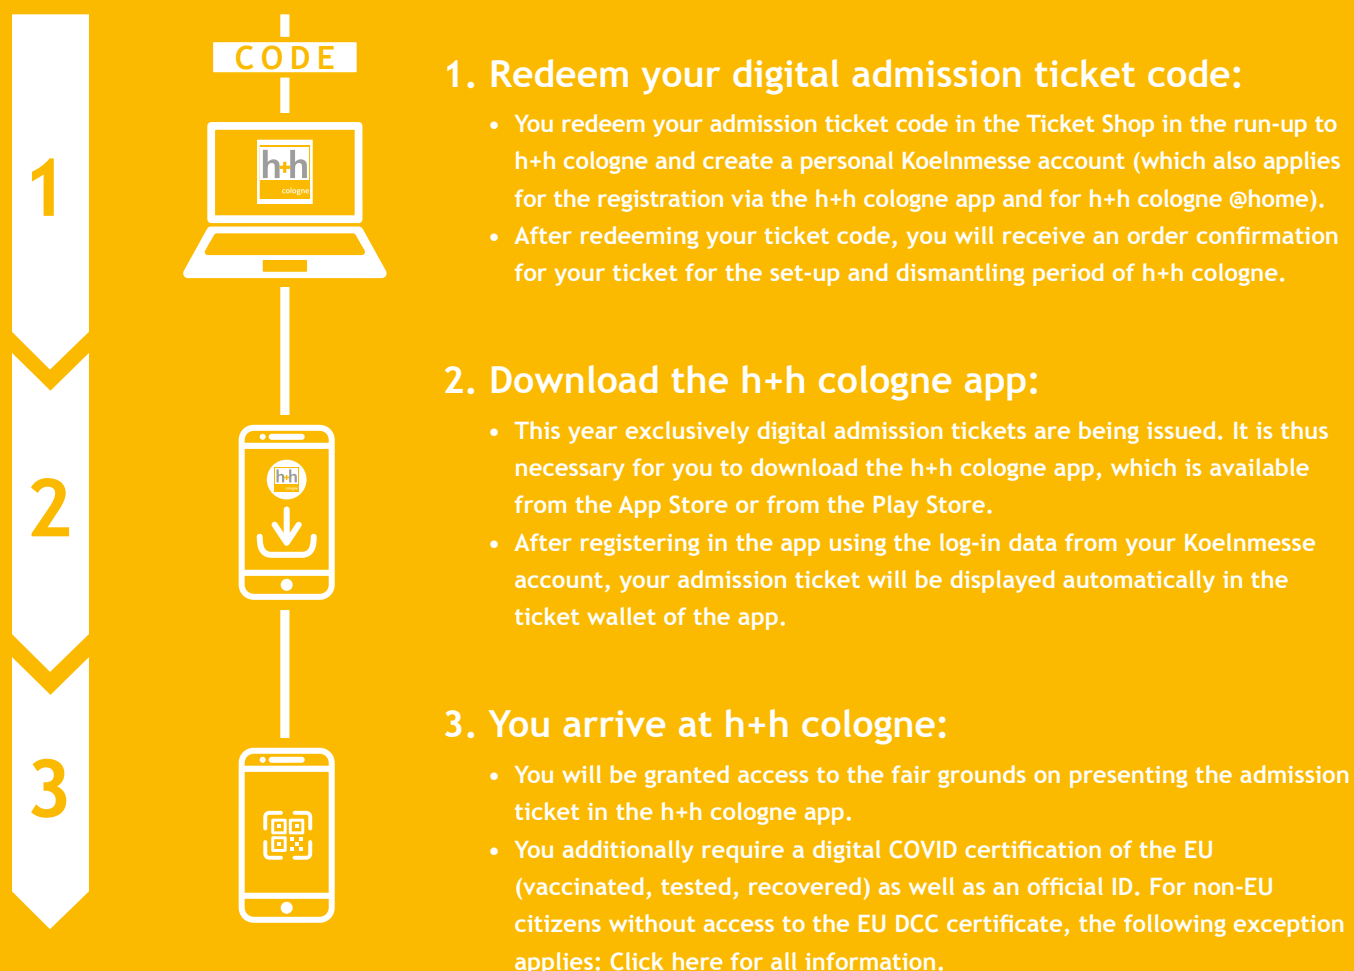 CODE
h+h
cologne
1
1. Redeem your digital admission ticket code:
• You redeem your admission ticket code in the Ticket Shop in the run-up to
h+h cologne and create a personal Koelnmesse account (which also applies
for the registration via the h+h cologne app and for h+h cologne @home).
• After redeeming your ticket code, you will receive an order confirmation
for your ticket for the set-up and dismantling period of h+h cologne.
2
h+h
2. Download the h+h cologne app:
• This year exclusively digital admission tickets are being issued. It is thus
necessary for you to download the h+h cologne app, which is available
from the App Store or from the Play Store.
• After registering in the app using the log-in data from your Koelnmesse
account, your admission ticket will be displayed automatically in the
ticket wallet of the app.
3
3. You arrive at h+h cologne:
• You will be granted access to the fair grounds on presenting the admission
ticket in the h+h cologne app.
• You additionally require a digital COVID certification of the EU
(vaccinated, tested, recovered) as well as an official ID. For non-EU
citizens without access to the EU DCC certificate, the following exception
applies: Click here for all information.